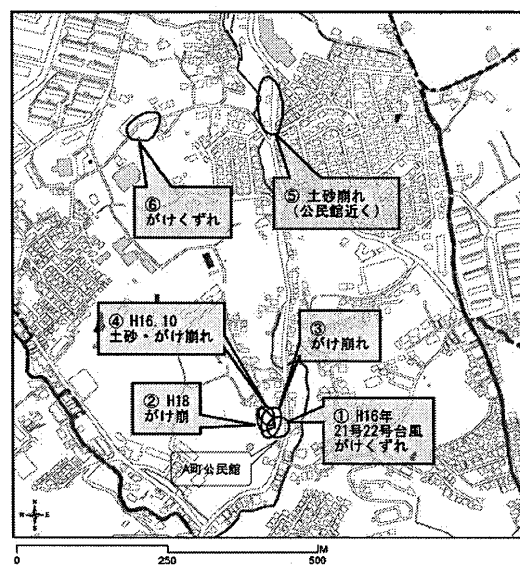 ⑥
がけくずれ
⑤ 土砂崩れ
(公民館近く)
④ H16.10
土砂・がけ崩れ
③
がけ崩れ
② H18
がけ崩
① H16年
21号22号台風
がけくずれ
A町公民館
N
W E
S
0 250 500 M